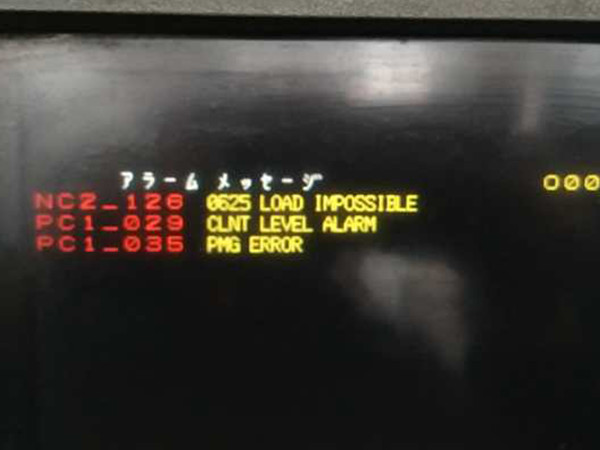 アラーム メッセージ 000
NC2_126 0625 LOAD IMPOSSIBLE
PC1_029 CLNT LEVEL ALARM
PC1_035 PMG ERROR